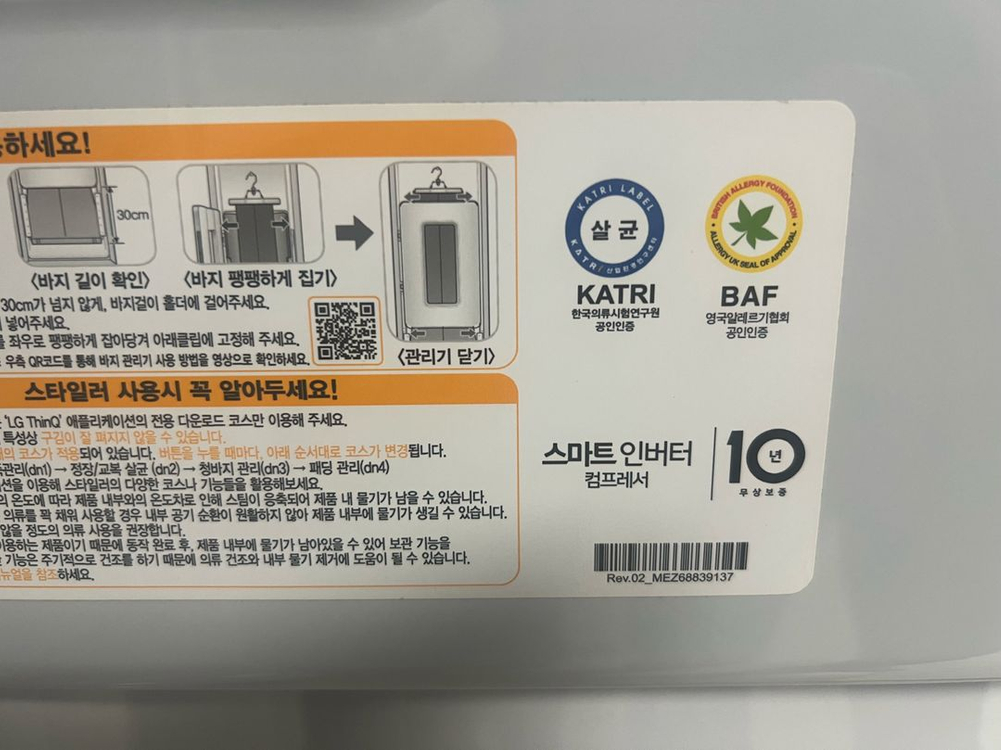 하세요!
30cm
<바지 길이 확인>
<바지 팽팽하게 집기>
<관리기 닫기>
30cm가 넘지 않게, 바지걸이 홀더에 걸어주세요.
넣어주세요.
좌우로 팽팽하게 잡아당겨 아래클립에 고정해 주세요.
우측 QR코드를 통해 바지 관리기 사용 방법을 영상으로 확인하세요.
스타일러 사용시 꼭 알아두세요!
'LG ThinQ' 애플리케이션의 전용 다운로드 코스만 이용해 주세요.
특성상 구김이 잘 펴지지 않을 수 있습니다.
코스가 적용되어 있습니다. 버튼을 누를 때마다, 아래 순서대로 코스가 변경됩니다.
관리(dn1) → 정장/교복 살균 (dn2) → 청바지 관리(dn3) → 패딩 관리(dn4)
이용해 스타일러의 다양한 코스나 기능들을 활용해보세요.
온도에 따라 제품 내부와의 온도차로 인해 스팀이 응축되어 제품 내 물기가 남을 수 있습니다.
의류를 꽉 채워 사용할 경우 내부 공기 순환이 원활하지 않아 제품 내부에 물기가 생길 수 있습니다.
않을 정도의 의류 사용을 권장합니다.
이용하는 제품이기 때문에 동작 완료 후, 제품 내부에 물기가 남아있을 수 있어 보관 기능을
기능은 주기적으로 건조를 하기 때문에 의류 건조와 내부 물기 제거에 도움이 될 수 있습니다.
뉴얼을 참조하세요.
KATRI LABEL
살균
KATRI
한국의류시험연구원
공인인증
BRITISH ALLERGY FOUNDATION
ALLERGY UK SEAL OF APPROVAL
BAF
영국알레르기협회
공인인증
스마트 인버터
컴프레서
10년
무상보증
Rev.02_MEZ68839137